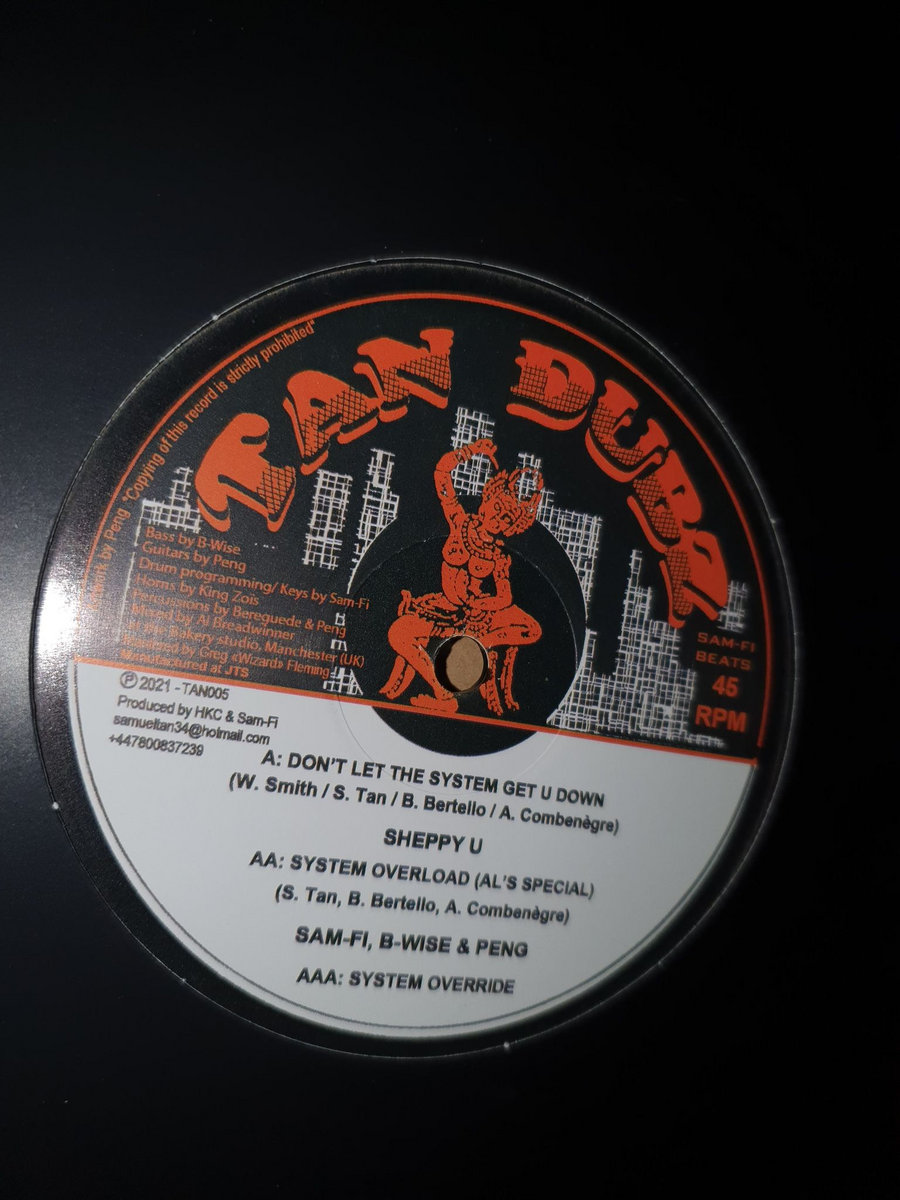 Artwork by Peng "Copying of this record is strictly prohibited"
TAN DUBZ
Bass by B-Wise
Guitars by Peng
Drum programming/ Keys by Sam-Fi
Horns by King Zois
Percussions by Bereguede & Peng
Mixed by Al Breadwinner
at the Bakery studio, Manchester (UK)
Mastered by Greg «Wizard» Fleming
Manufactured at JTS
SAM-FI
BEATS
45
RPM
℗ 2021 - TAN005
Produced by HKC & Sam-Fi
samueltan34@hotmail.com
+447800837239
A: DON'T LET THE SYSTEM GET U DOWN
(W. Smith / S. Tan / B. Bertello / A. Combenègre)
SHEPPY U
AA: SYSTEM OVERLOAD (AL'S SPECIAL)
(S. Tan, B. Bertello, A. Combenègre)
SAM-FI, B-WISE & PENG
AAA: SYSTEM OVERRIDE